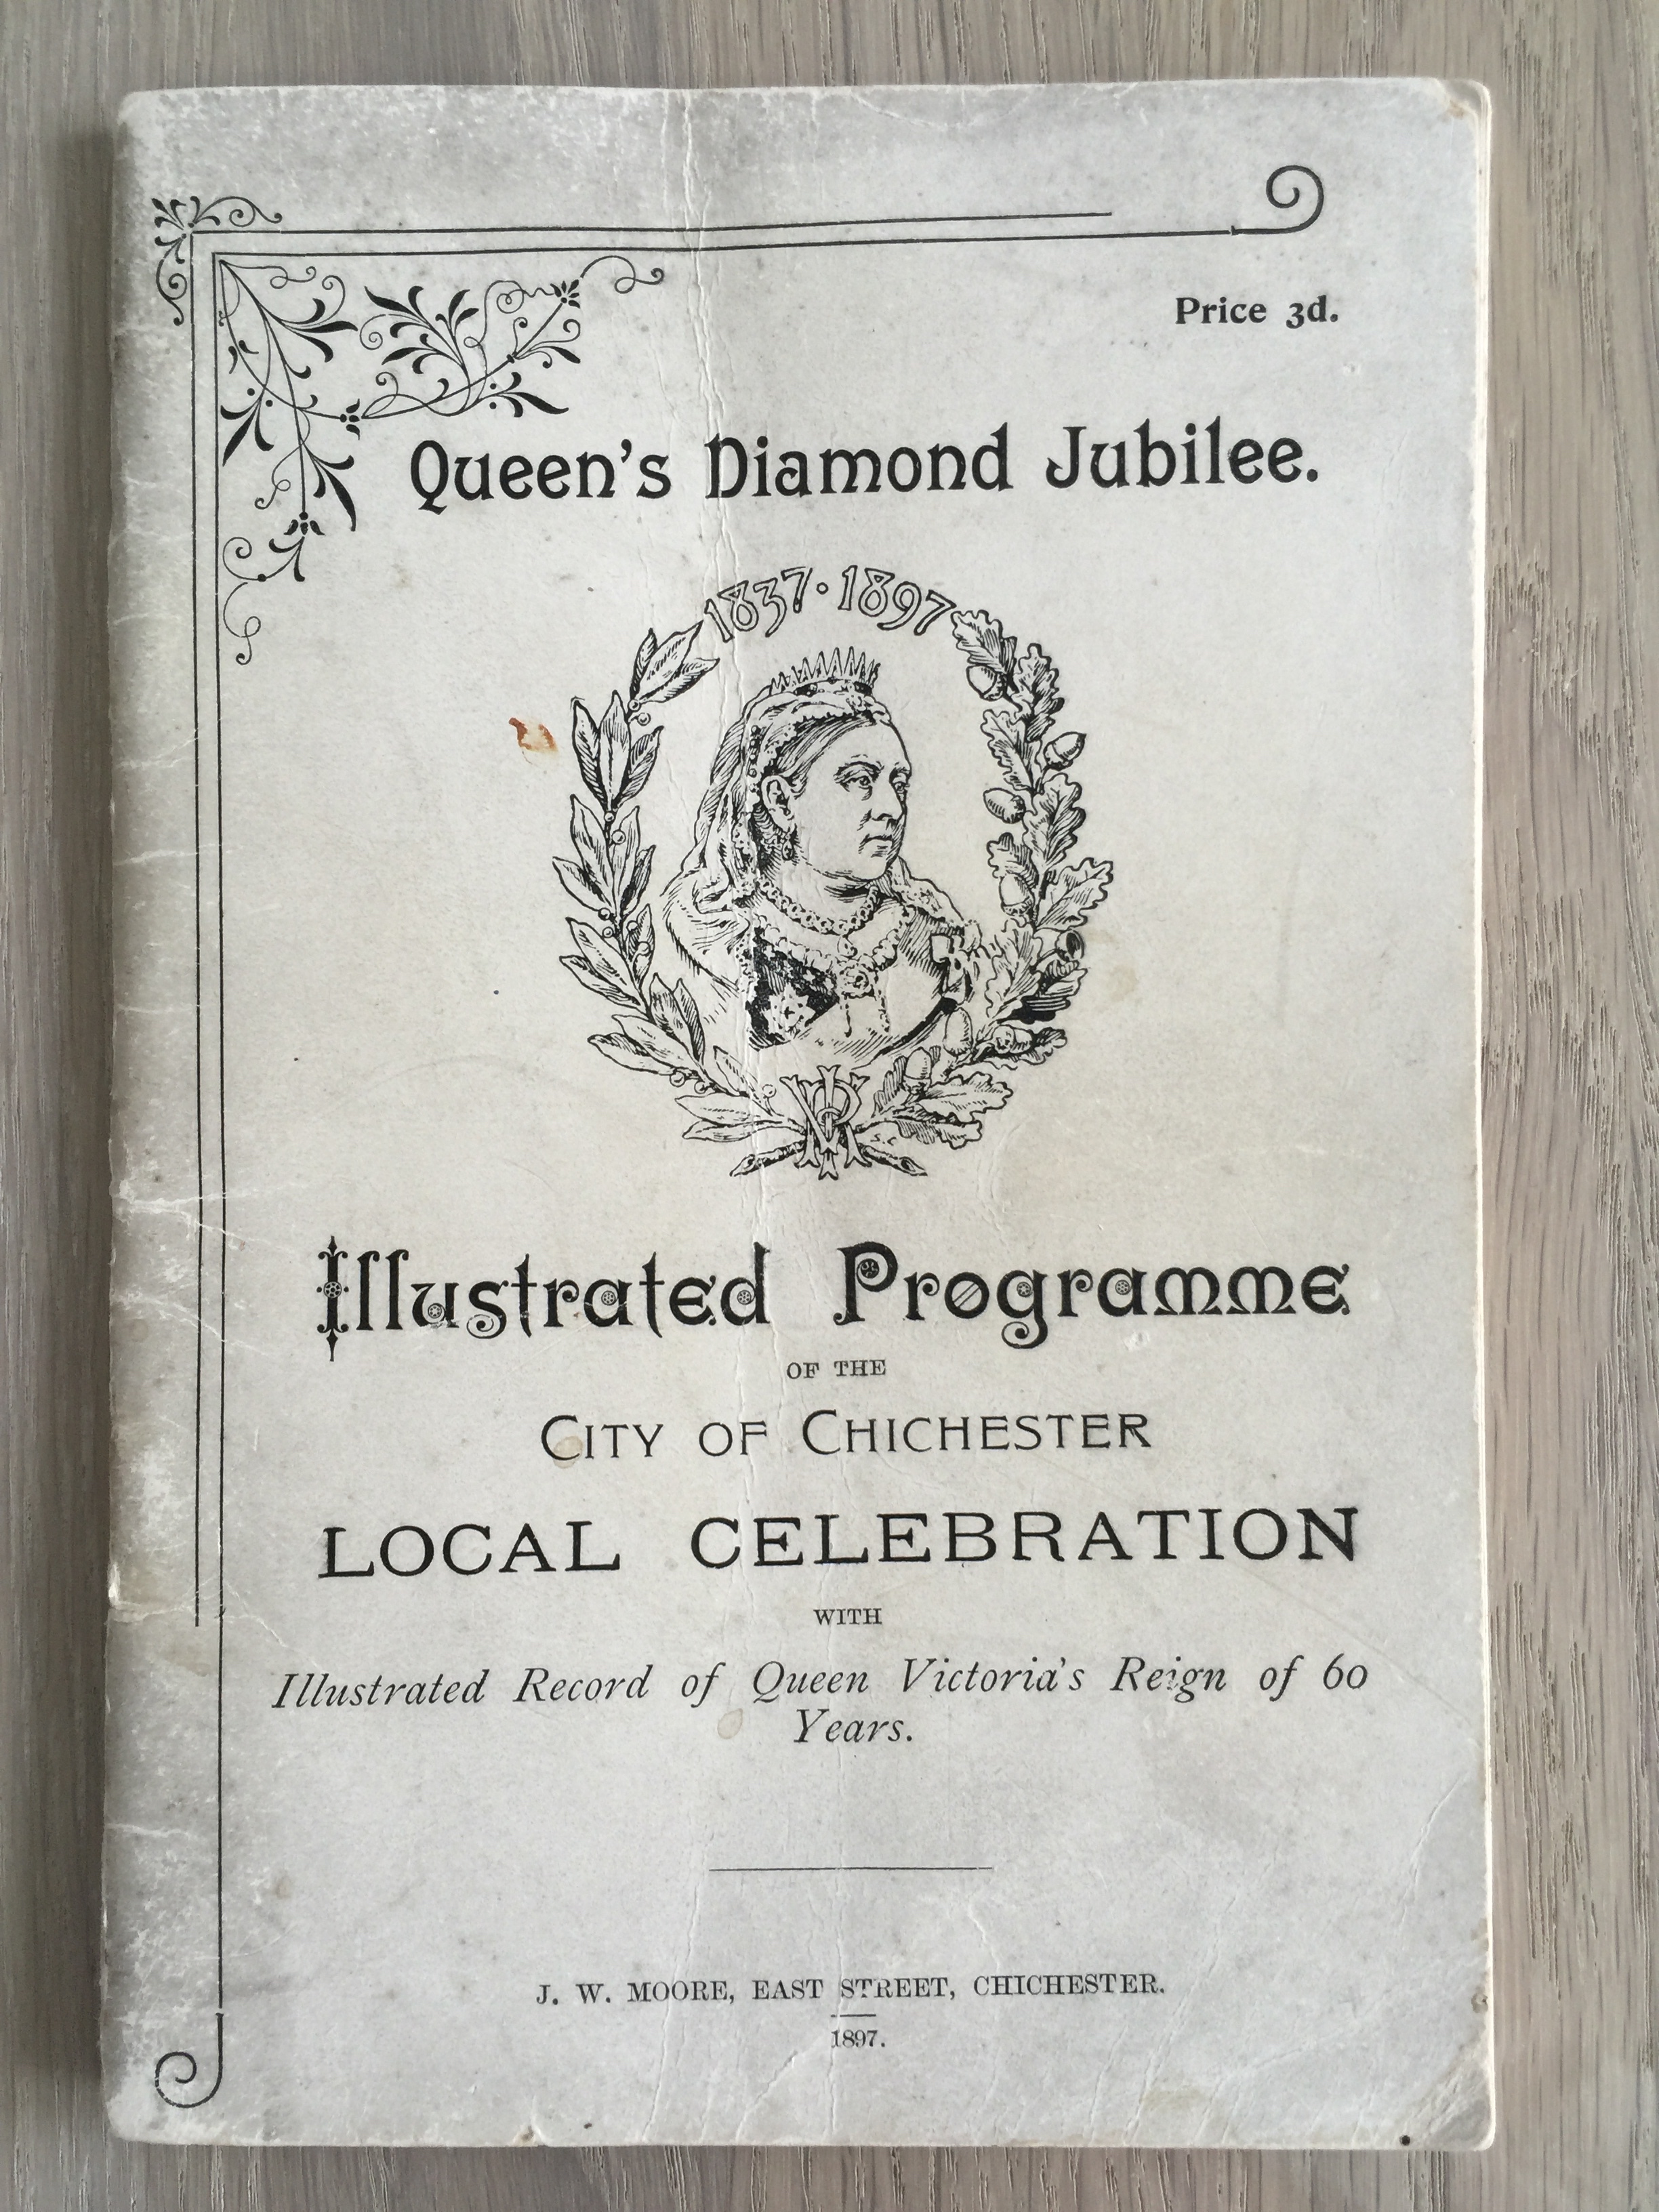 Price 3d.
Queen's Diamond Jubilee.
1837·1897
VRI
S.C
Illustrated Programme
OF THE
CITY OF CHICHESTER
LOCAL CELEBRATION
WITH
Illustrated Record of Queen Victoria's Reign of 60
Years.
J. W. MOORE, EAST STREET, CHICHESTER.
1897.